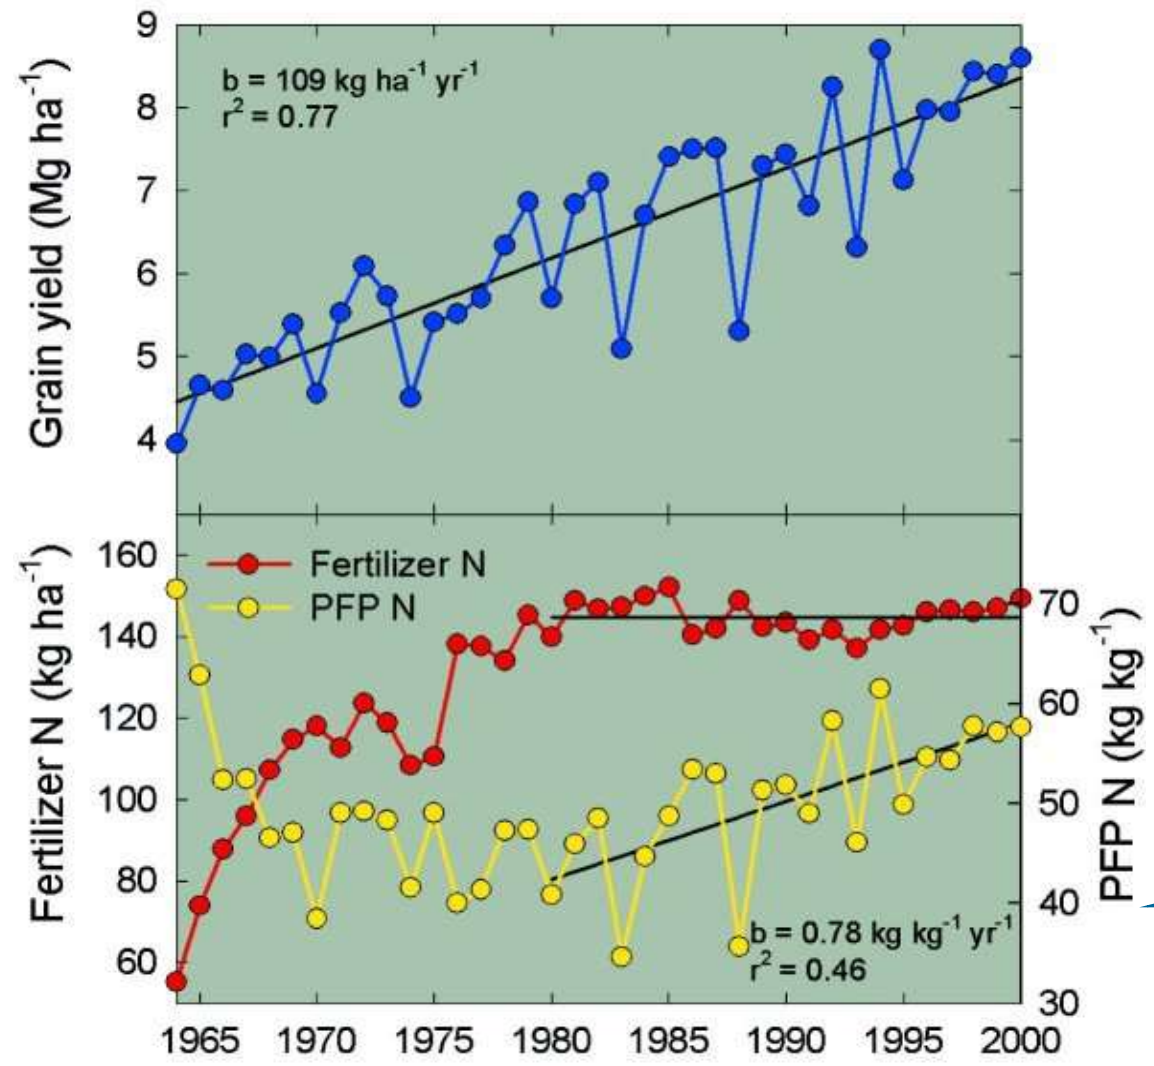 9
8
7
6
5
4
Grain yield (Mg ha⁻¹)
b = 109 kg ha⁻¹ yr⁻¹
r² = 0.77
160
140
120
100
80
60
Fertilizer N (kg ha⁻¹)
Fertilizer N
PFP N
70
60
50
40
30
PFP N (kg kg⁻¹)
b = 0.78 kg kg⁻¹ yr⁻¹
r² = 0.46
1965 1970 1975 1980 1985 1990 1995 2000